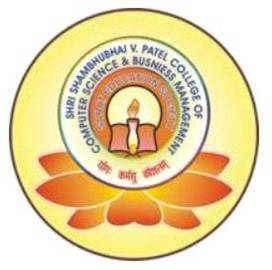 SHRI SHAMBHUBHAI V. PATEL COLLEGE OF
COMPUTER SCIENCE & BUSNIESS MANAGEMENT
योगः कर्मसु कौशलम्